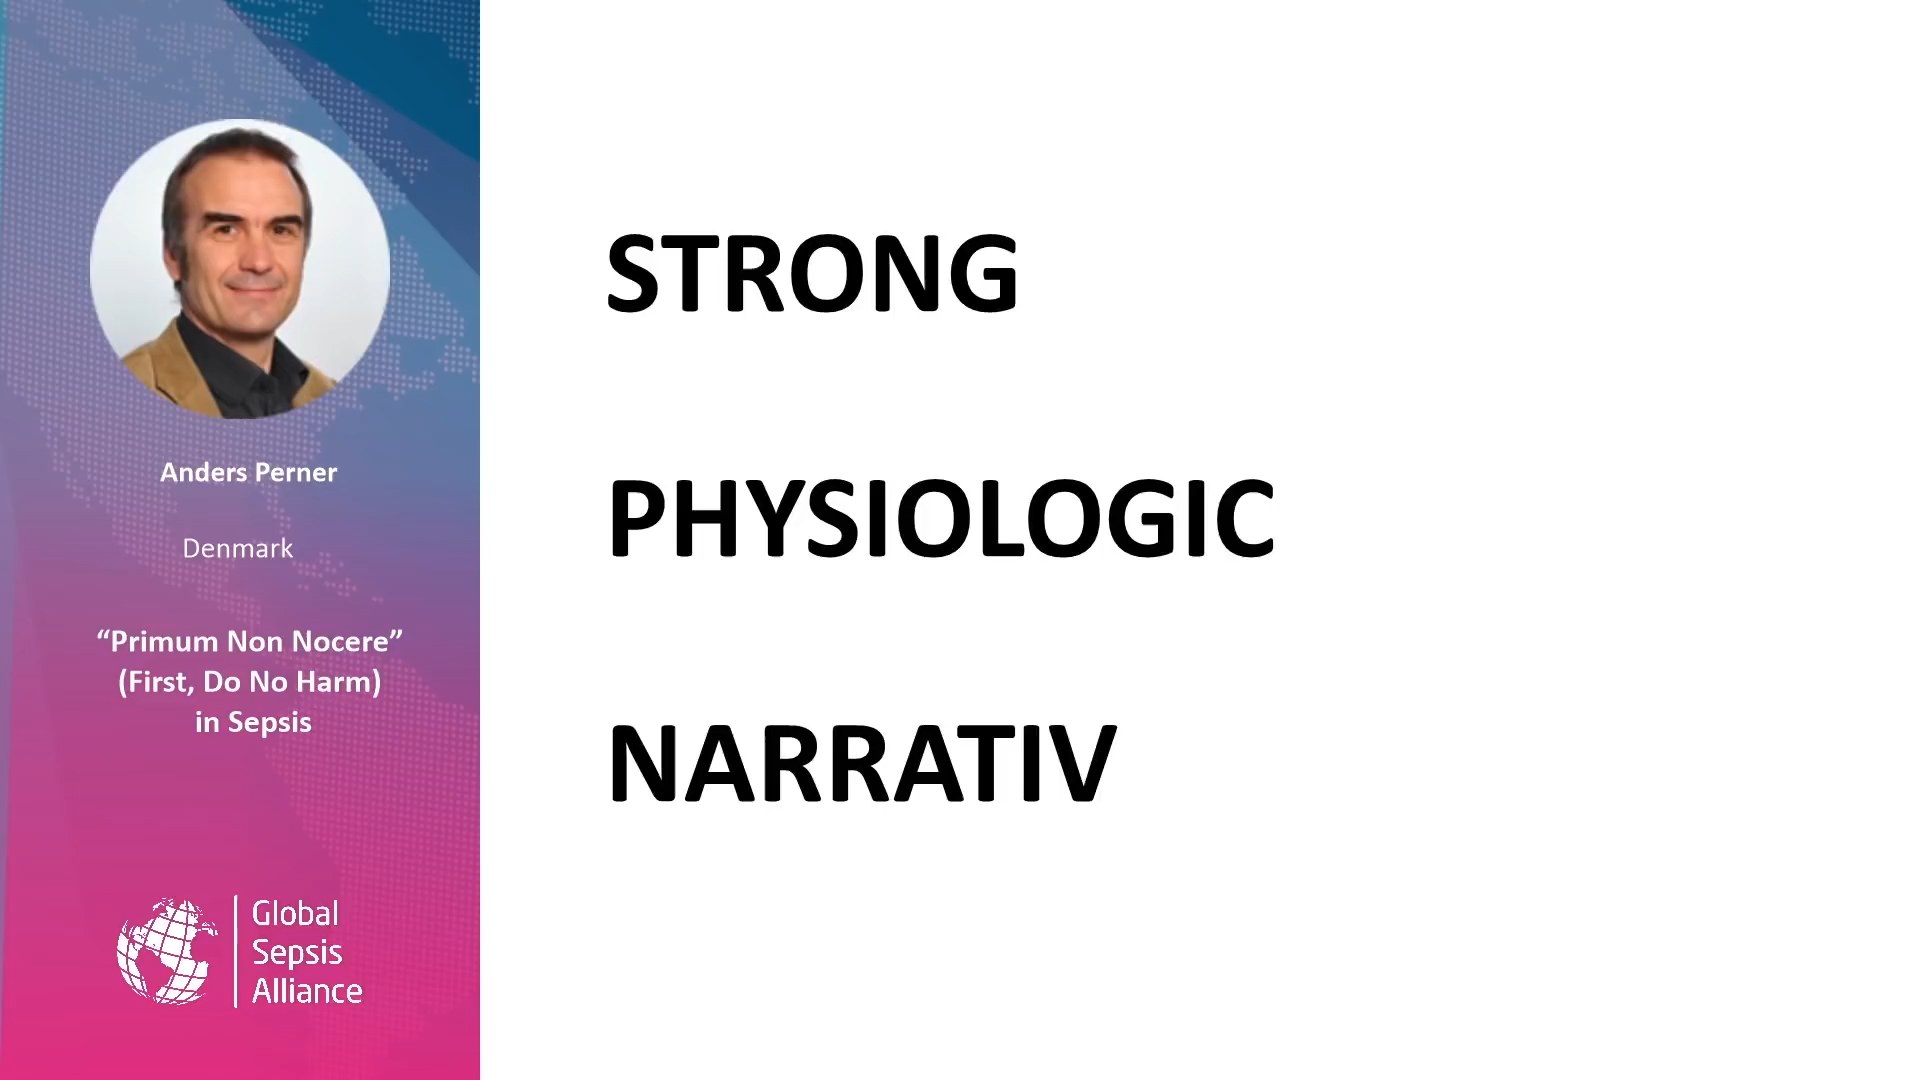 Anders Perner
Denmark
“Primum Non Nocere”
(First, Do No Harm)
in Sepsis
Global
Sepsis
Alliance
STRONG
PHYSIOLOGIC
NARRATIV